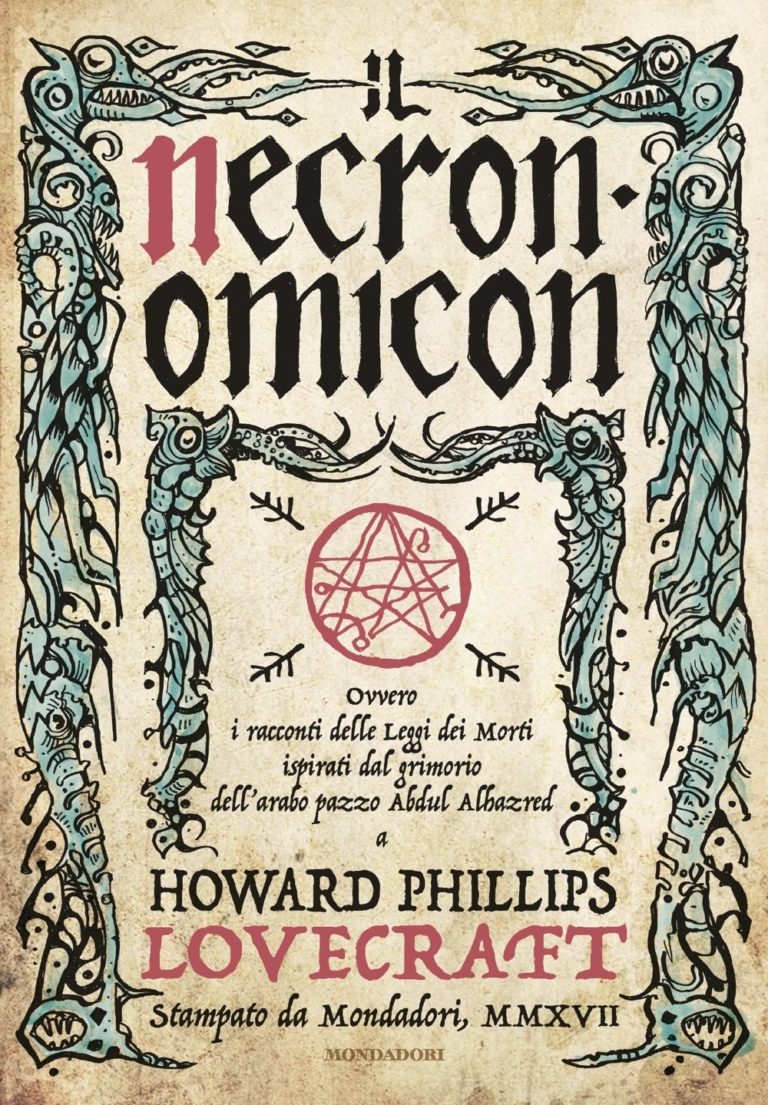 IL
necron-
omicon
Ovvero
i racconti delle Leggi dei Morti
ispirati dal grimorio
dell'arabo pazzo Abdul Alhazred
a
HOWARD PHILLIPS
LOVECRAFT
Stampato da Mondadori, MMXVII
MONDADORI